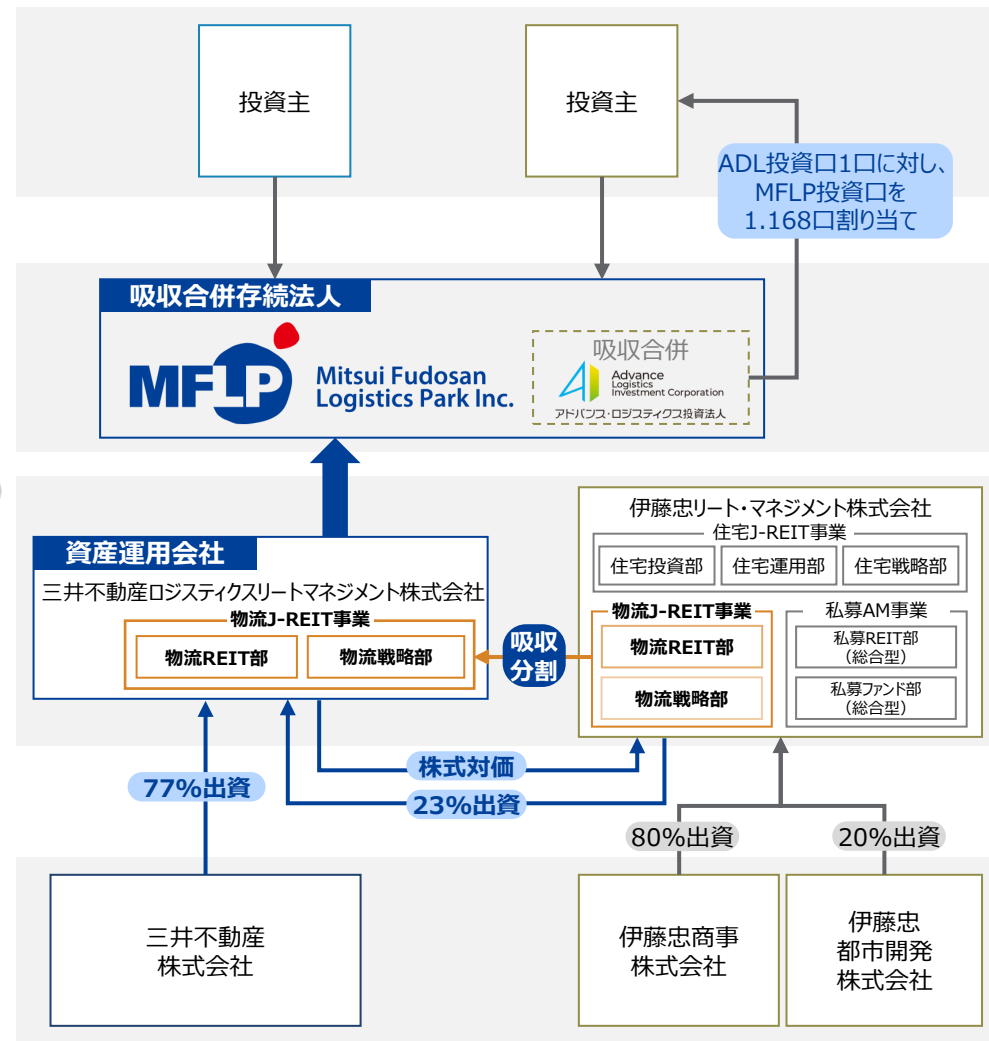 投資主
投資主
ADL投資口1口に対し、
MFLP投資口を
1.168口割り当て
吸収合併存続法人
MFLP
Mitsui Fudosan
Logistics Park Inc.
吸収合併
Advance
Logistics
Investment Corporation
アドバンス・ロジスティクス投資法人
資産運用会社
三井不動産ロジスティクスリートマネジメント株式会社
物流J-REIT事業
物流REIT部
物流戦略部
吸収
分割
伊藤忠リート・マネジメント株式会社
住宅J-REIT事業
住宅投資部
住宅運用部
住宅戦略部
物流J-REIT事業
物流REIT部
物流戦略部
私募AM事業
私募REIT部
（総合型）
私募ファンド部
（総合型）
株式対価
77%出資
23%出資
80%出資
20%出資
三井不動産
株式会社
伊藤忠商事
株式会社
伊藤忠
都市開発
株式会社